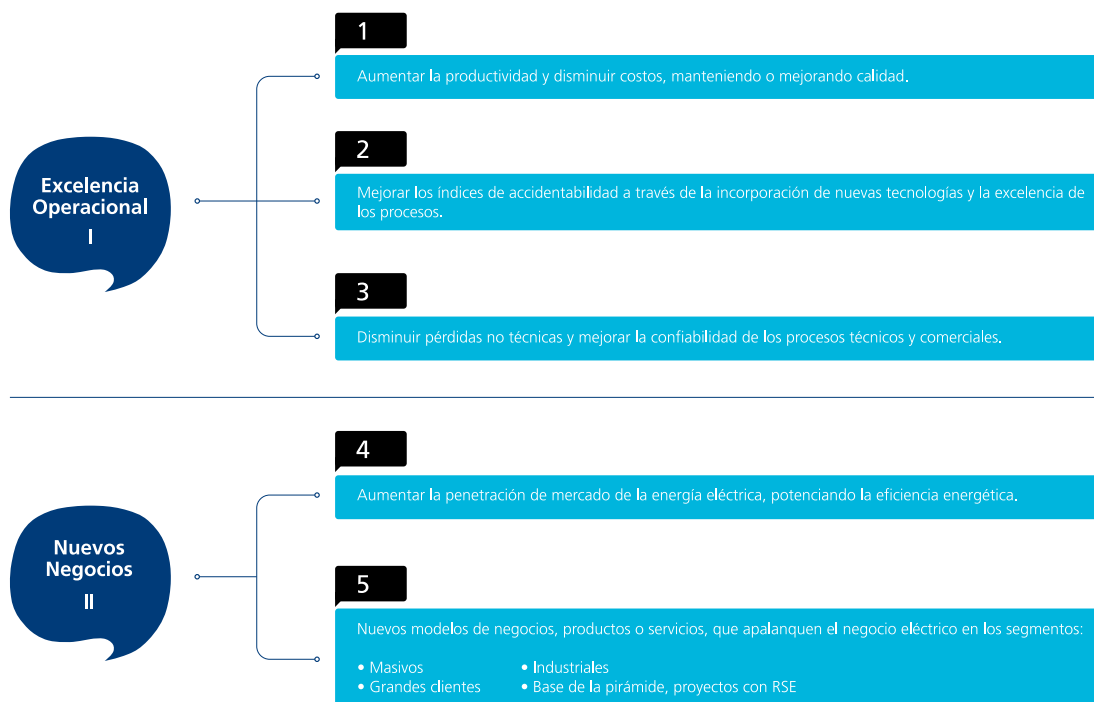 Excelencia
Operacional
I
1
Aumentar la productividad y disminuir costos, manteniendo o mejorando calidad.
2
Mejorar los índices de accidentabilidad a través de la incorporación de nuevas tecnologías y la excelencia de
los procesos.
3
Disminuir pérdidas no técnicas y mejorar la confiabilidad de los procesos técnicos y comerciales.
Nuevos
Negocios
II
4
Aumentar la penetración de mercado de la energía eléctrica, potenciando la eficiencia energética.
5
Nuevos modelos de negocios, productos o servicios, que apalanquen el negocio eléctrico en los segmentos:
• Masivos
• Grandes clientes
• Industriales
• Base de la pirámide, proyectos con RSE